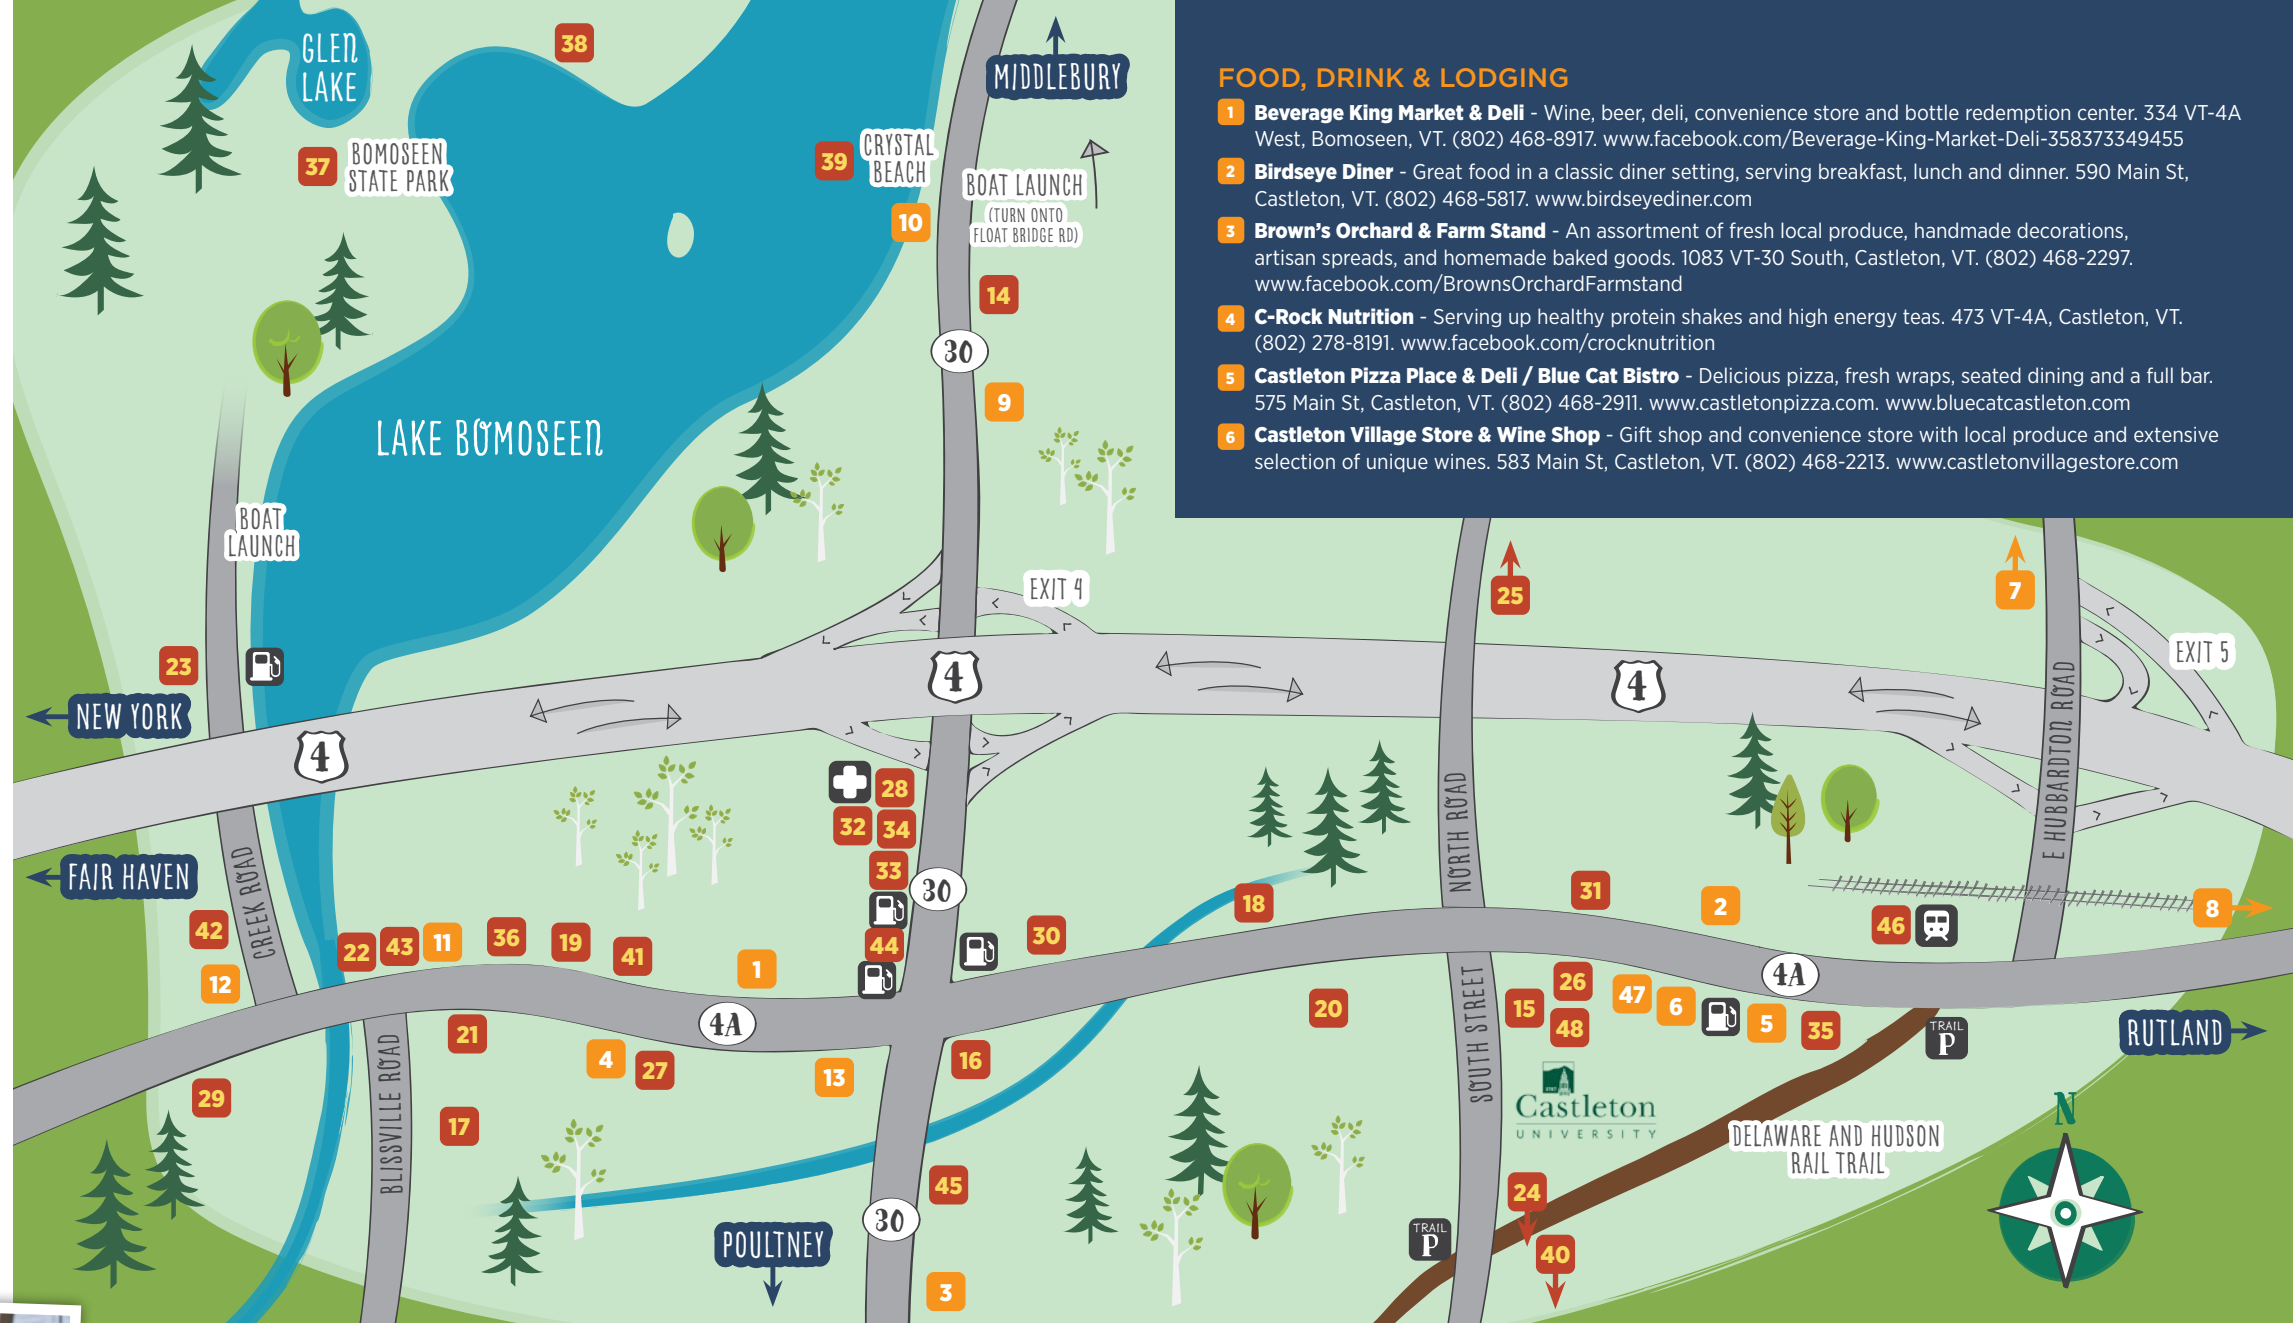 FOOD, DRINK & LODGING
1 Beverage King Market & Deli - Wine, beer, deli, convenience store and bottle redemption center. 334 VT-4A
West, Bomoseen, VT. (802) 468-8917. www.facebook.com/Beverage-King-Market-Deli-358373349455
2 Birdseye Diner - Great food in a classic diner setting, serving breakfast, lunch and dinner. 590 Main St,
Castleton, VT. (802) 468-5817. www.birdseyediner.com
3 Brown's Orchard & Farm Stand - An assortment of fresh local produce, handmade decorations,
artisan spreads, and homemade baked goods. 1083 VT-30 South, Castleton, VT. (802) 468-2297.
www.facebook.com/BrownsOrchardFarmstand
4 C-Rock Nutrition - Serving up healthy protein shakes and high energy teas. 473 VT-4A, Castleton, VT.
(802) 278-8191. www.facebook.com/crocknutrition
5 Castleton Pizza Place & Deli / Blue Cat Bistro - Delicious pizza, fresh wraps, seated dining and a full bar.
575 Main St, Castleton, VT. (802) 468-2911. www.castletonpizza.com. www.bluecatcastleton.com
6 Castleton Village Store & Wine Shop - Gift shop and convenience store with local produce and extensive
selection of unique wines. 583 Main St, Castleton, VT. (802) 468-2213. www.castletonvillagestore.com
GLEN
LAKE
38
MIDDLEBURY
37
BOMOSEEN
STATE PARK
39
CRYSTAL
BEACH
BOAT LAUNCH
(TURN ONTO
FLOAT BRIDGE RD)
10
14
30
9
LAKE BOMOSEEN
BOAT
LAUNCH
EXIT 4
25
7
EXIT 5
23
NEW YORK
4
4
4
E HUBBARDTON ROAD
NORTH ROAD
28
32
34
33
30
FAIR HAVEN
CREEK ROAD
42
12
22
43
11
36
19
41
1
44
30
18
31
2
46
8
4A
4A
21
4
27
13
16
20
SOUTH STREET
15
26
48
47
6
5
35
TRAIL
P
RUTLAND
29
BLISSVILLE ROAD
17
Castleton
UNIVERSITY
N
DELAWARE AND HUDSON
RAIL TRAIL
45
30
POULTNEY
24
TRAIL
P
40
3